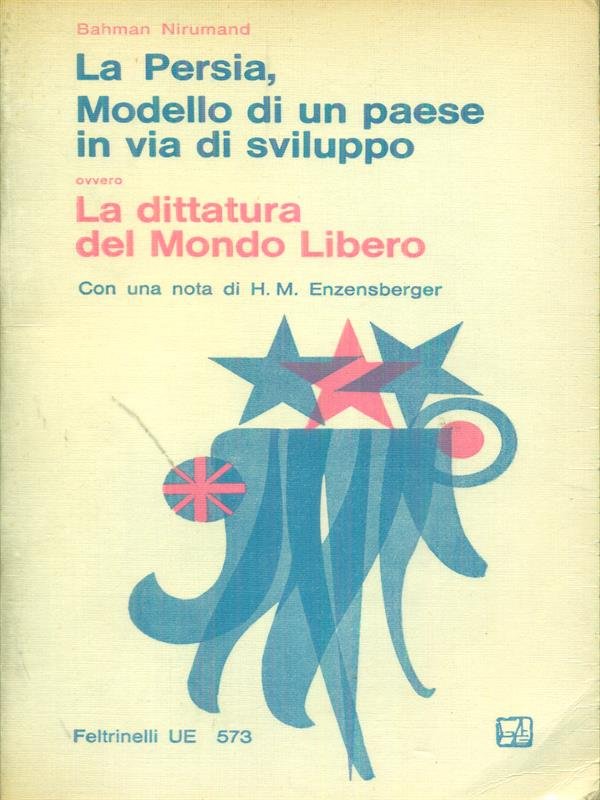 Bahman Nirumand
La Persia,
Modello di un paese
in via di sviluppo
ovvero
La dittatura
del Mondo Libero
Con una nota di H. M. Enzensberger
Feltrinelli UE 573